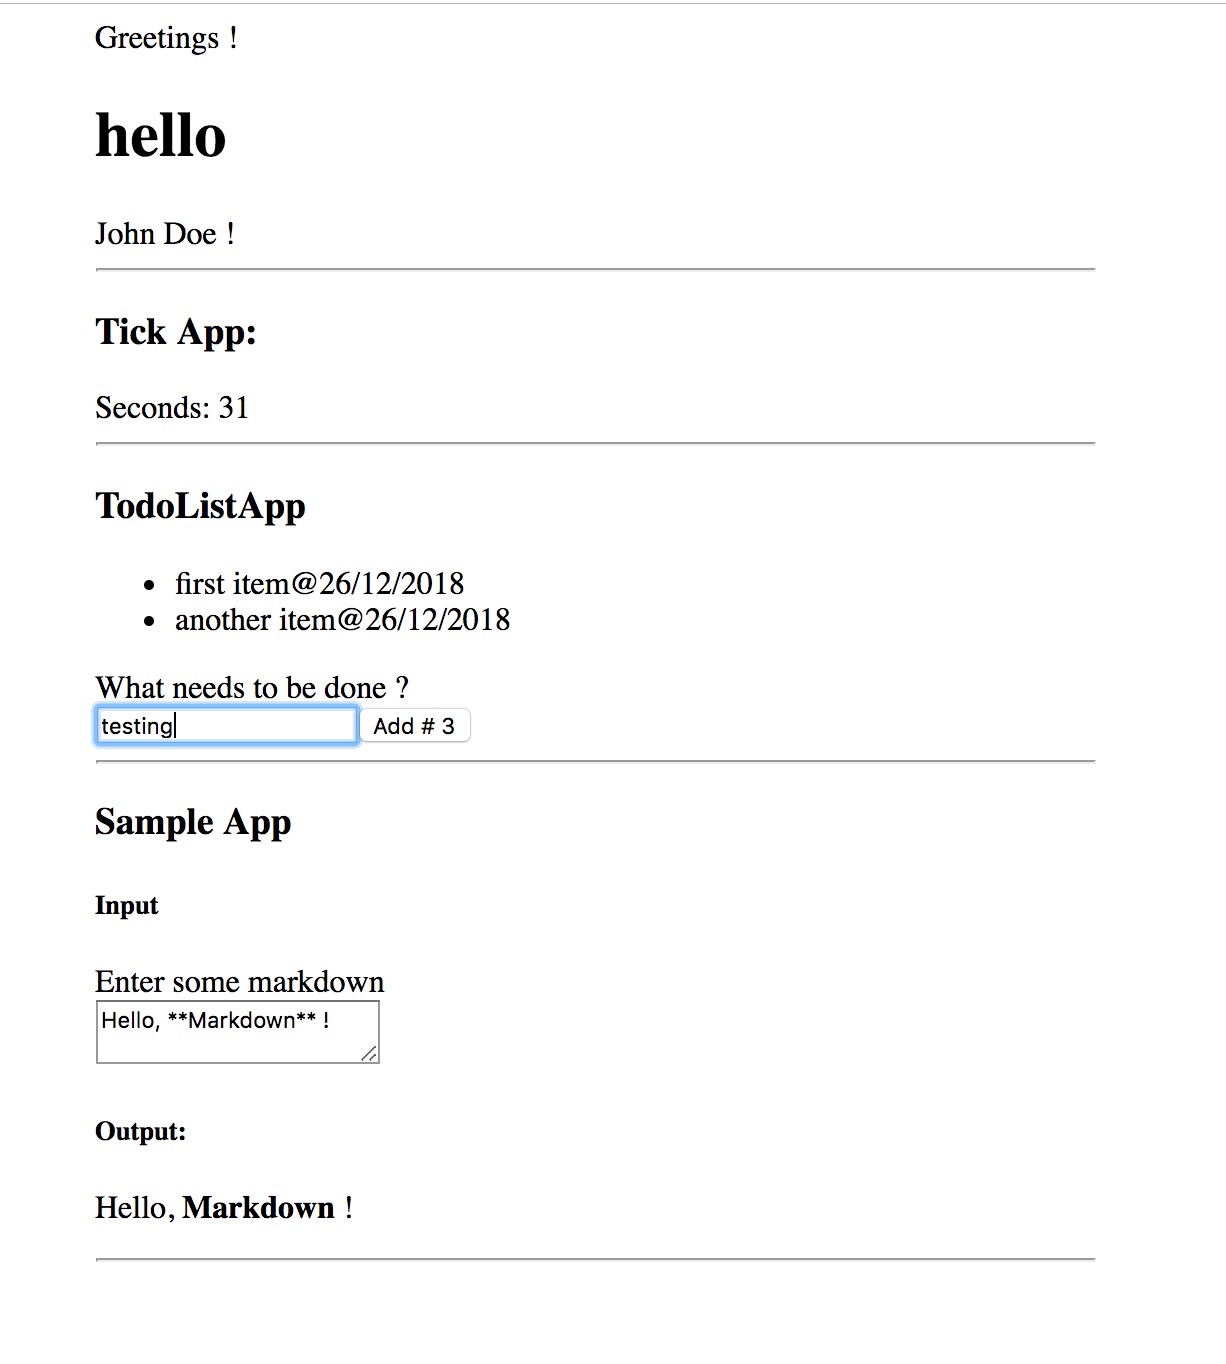 Greetings !
hello
John Doe !
Tick App:
Seconds: 31
TodoListApp
first item@26/12/2018
another item@26/12/2018
What needs to be done ?
testing Add # 3
Sample App
Input
Enter some markdown
Hello, **Markdown** !
Output:
Hello, Markdown !